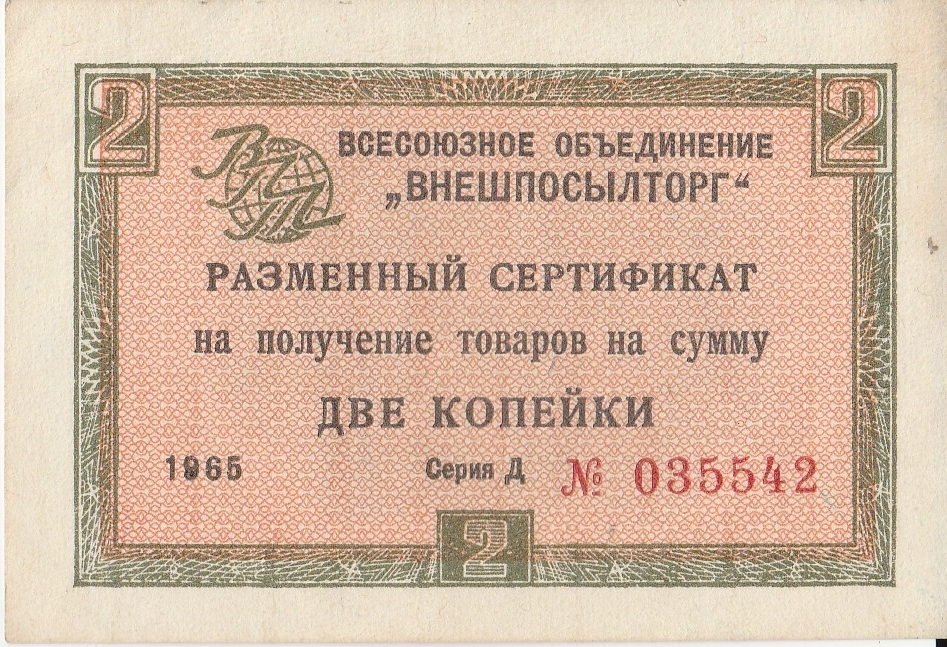 2 2
ВПТ
ВСЕСОЮЗНОЕ ОБЪЕДИНЕНИЕ
„ВНЕШПОСЫЛТОРГ“
РАЗМЕННЫЙ СЕРТИФИКАТ
на получение товаров на сумму
ДВЕ КОПЕЙКИ
1965 Серия Д № 035542
2